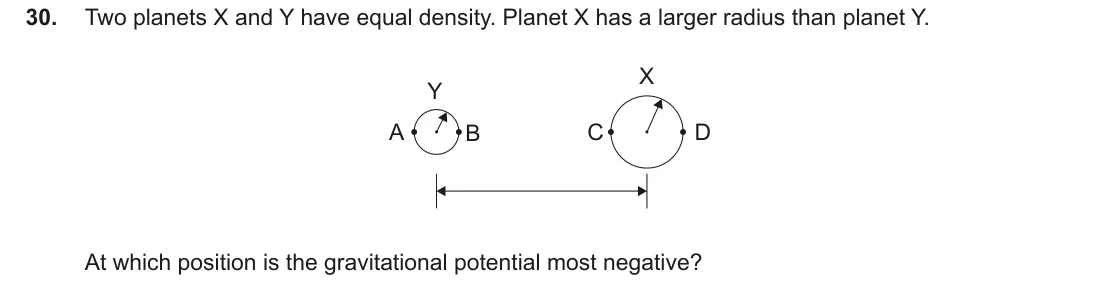 30. Two planets X and Y have equal density. Planet X has a larger radius than planet Y.
X
Y
A
B
C
D
At which position is the gravitational potential most negative?